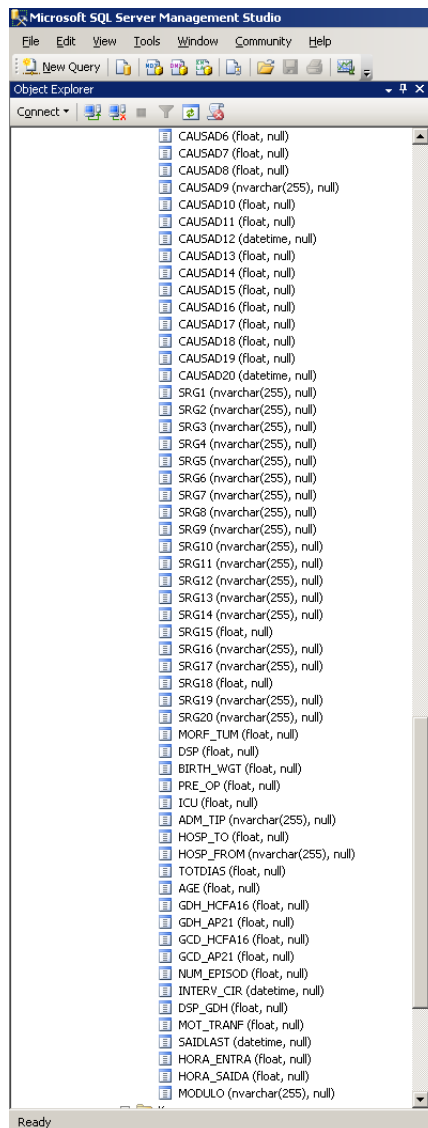 Microsoft SQL Server Management Studio
File Edit View Tools Window Community Help
New Query
Object Explorer
Connect
CAUSAD6 (float, null)
CAUSAD7 (float, null)
CAUSAD8 (float, null)
CAUSAD9 (nvarchar(255), null)
CAUSAD10 (float, null)
CAUSAD11 (float, null)
CAUSAD12 (datetime, null)
CAUSAD13 (float, null)
CAUSAD14 (float, null)
CAUSAD15 (float, null)
CAUSAD16 (float, null)
CAUSAD17 (float, null)
CAUSAD18 (float, null)
CAUSAD19 (float, null)
CAUSAD20 (datetime, null)
SRG1 (nvarchar(255), null)
SRG2 (nvarchar(255), null)
SRG3 (nvarchar(255), null)
SRG4 (nvarchar(255), null)
SRG5 (nvarchar(255), null)
SRG6 (nvarchar(255), null)
SRG7 (nvarchar(255), null)
SRG8 (nvarchar(255), null)
SRG9 (nvarchar(255), null)
SRG10 (nvarchar(255), null)
SRG11 (nvarchar(255), null)
SRG12 (nvarchar(255), null)
SRG13 (nvarchar(255), null)
SRG14 (nvarchar(255), null)
SRG15 (float, null)
SRG16 (nvarchar(255), null)
SRG17 (nvarchar(255), null)
SRG18 (float, null)
SRG19 (nvarchar(255), null)
SRG20 (nvarchar(255), null)
MORF_TUM (float, null)
DSP (float, null)
BIRTH_WGT (float, null)
PRE_OP (float, null)
ICU (float, null)
ADM_TIP (nvarchar(255), null)
HOSP_TO (float, null)
HOSP_FROM (nvarchar(255), null)
TOTDIAS (float, null)
AGE (float, null)
GDH_HCFA16 (float, null)
GDH_AP21 (float, null)
GCD_HCFA16 (float, null)
GCD_AP21 (float, null)
NUM_EPISOD (float, null)
INTERV_CIR (datetime, null)
DSP_GDH (float, null)
MOT_TRANF (float, null)
SAIDLAST (datetime, null)
HORA_ENTRA (float, null)
HORA_SAIDA (float, null)
MODULO (nvarchar(255), null)
Ready